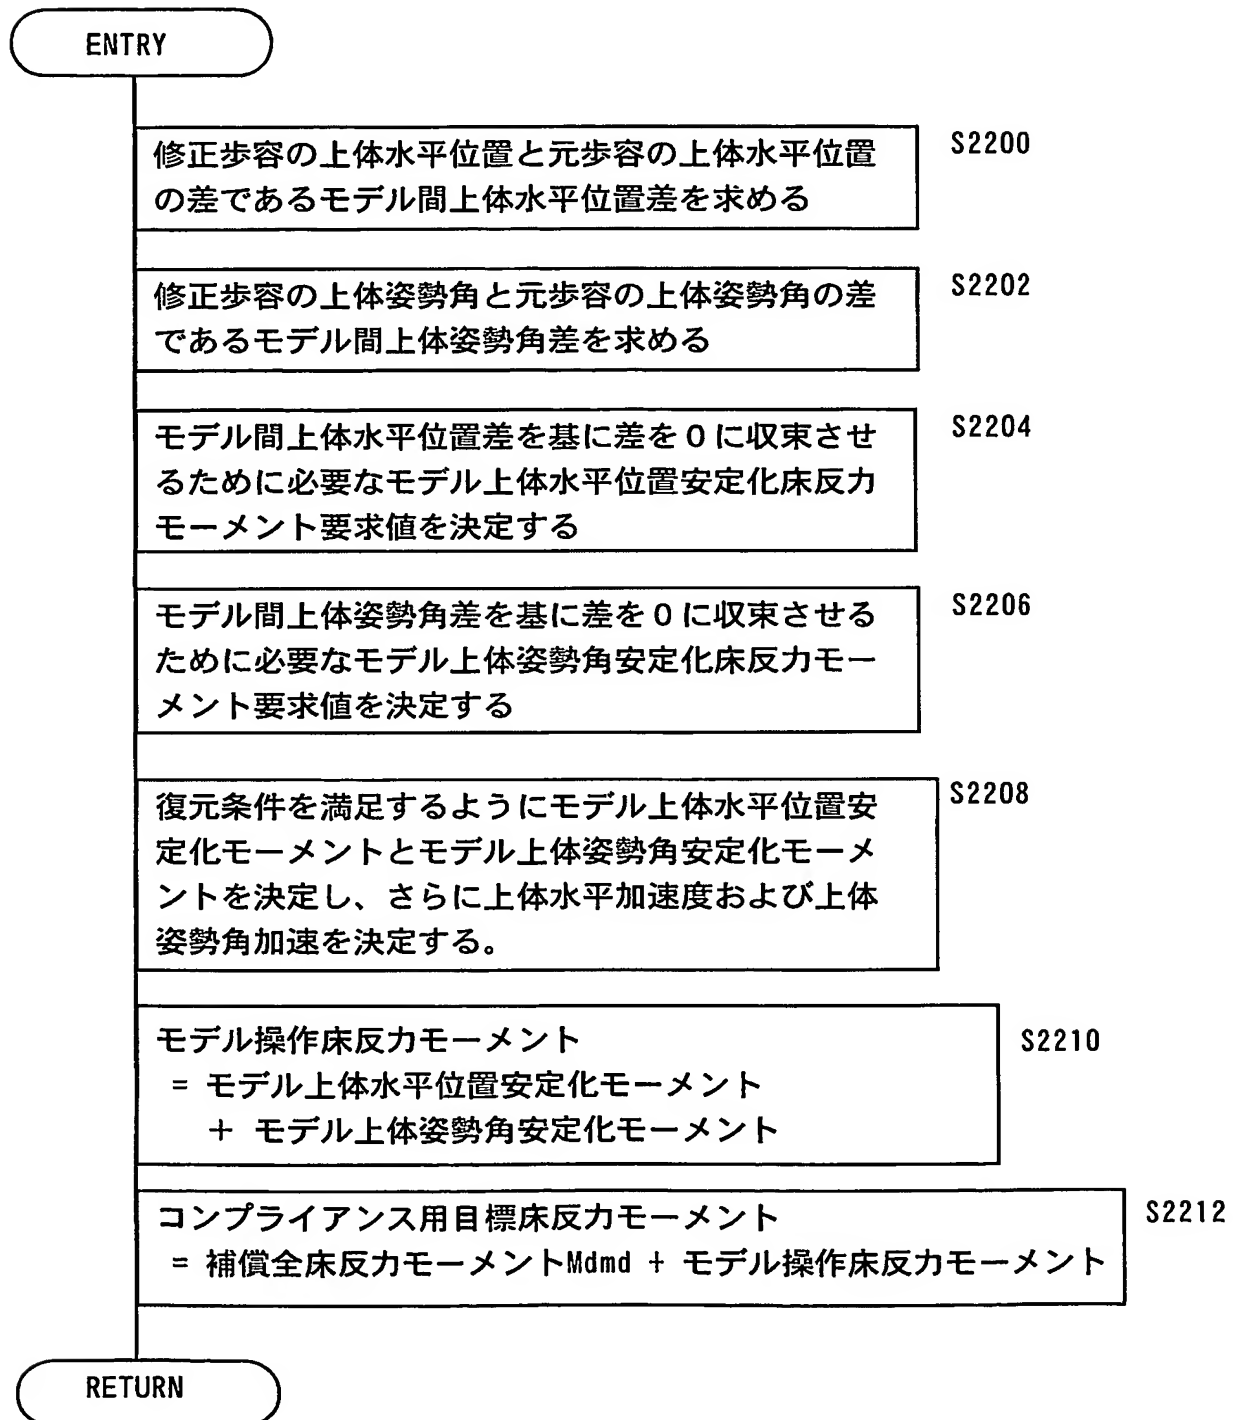 ENTRY
修正歩容の上体水平位置と元歩容の上体水平位置
の差であるモデル間上体水平位置差を求める
S2200
修正歩容の上体姿勢角と元歩容の上体姿勢角の差
であるモデル間上体姿勢角差を求める
S2202
モデル間上体水平位置差を基に差を0に収束させ
るために必要なモデル上体水平位置安定化床反力
モーメント要求値を決定する
S2204
モデル間上体姿勢角差を基に差を0に収束させる
ために必要なモデル上体姿勢角安定化床反力モー
メント要求値を決定する
S2206
復元条件を満足するようにモデル上体水平位置安
定化モーメントとモデル上体姿勢角安定化モーメ
ントを決定し、さらに上体水平加速度および上体
姿勢角加速を決定する。
S2208
モデル操作床反力モーメント
= モデル上体水平位置安定化モーメント
+ モデル上体姿勢角安定化モーメント
S2210
コンプライアンス用目標床反力モーメント
= 補償全床反力モーメントMdmd + モデル操作床反力モーメント
S2212
RETURN